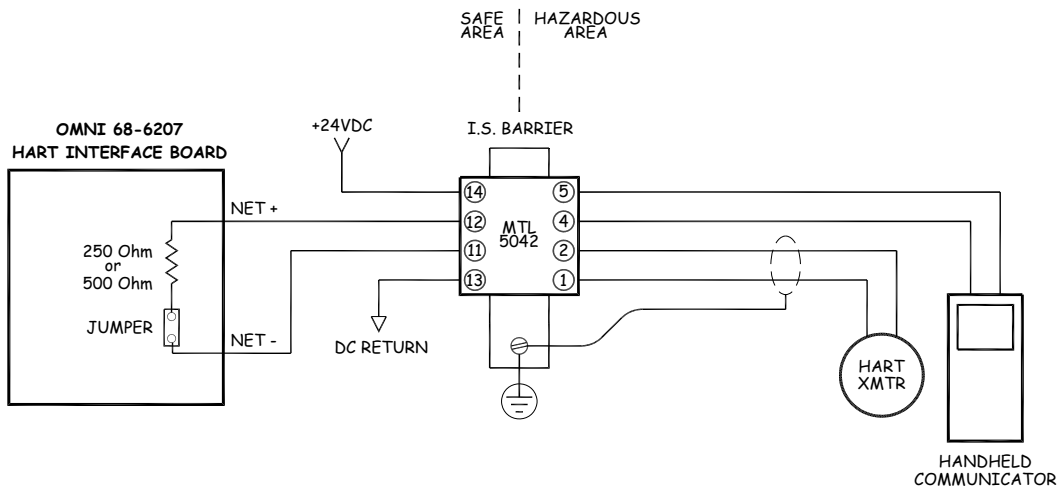 SAFE
AREA
HAZARDOUS
AREA
OMNI 68-6207
HART INTERFACE BOARD
+24VDC
I.S. BARRIER
NET +
250 Ohm
or
500 Ohm
JUMPER
NET -
DC RETURN
14
12
11
13
MTL
5042
5
4
2
1
HART
XMTR
HANDHELD
COMMUNICATOR